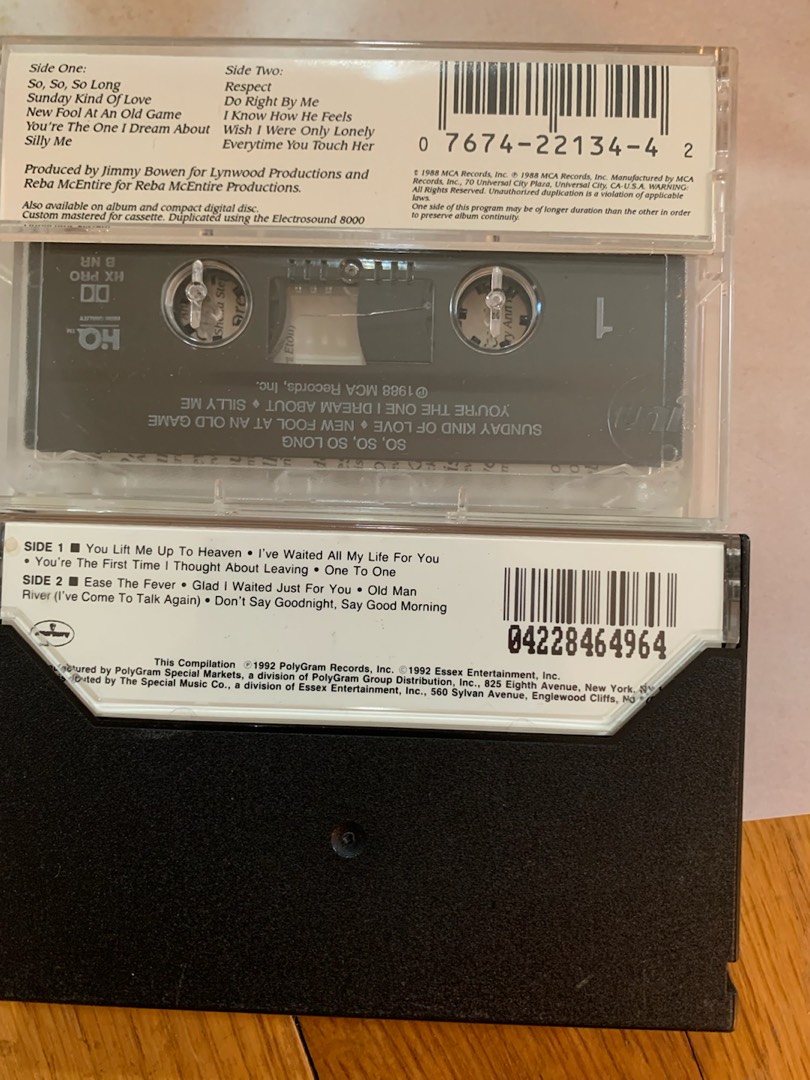 Side One:
So, So, So Long
Sunday Kind Of Love
New Fool At An Old Game
You're The One I Dream About
Silly Me
Side Two:
Respect
Do Right By Me
I Know How He Feels
Wish I Were Only Lonely
Everytime You Touch Her
Produced by Jimmy Bowen for Lynwood Productions and
Reba McEntire for Reba McEntire Productions.
Also available on album and compact digital disc.
Custom mastered for cassette. Duplicated using the Electrosound 8000
0 7674-22134-4 2
© 1988 MCA Records, Inc. ℗ 1988 MCA Records, Inc. Manufactured by MCA
Records, Inc., 70 Universal City Plaza, Universal City, CA-U.S.A. WARNING:
All Rights Reserved. Unauthorized duplication is a violation of applicable
laws.
One side of this program may be of longer duration than the other in order
to preserve album continuity.
HX PRO
B NR
HQ
1
SO, SO, SO LONG
SUNDAY KIND OF LOVE ♦ NEW FOOL AT AN OLD GAME
YOU'RE THE ONE I DREAM ABOUT ♦ SILLY ME
℗1988 MCA Records, Inc.
SIDE 1 ■ You Lift Me Up To Heaven • I've Waited All My Life For You
• You're The First Time I Thought About Leaving • One To One
SIDE 2 ■ Ease The Fever • Glad I Waited Just For You • Old Man
River (I've Come To Talk Again) • Don't Say Goodnight, Say Good Morning
04228464964
This Compilation ℗1992 PolyGram Records, Inc. ©1992 Essex Entertainment, Inc.
by PolyGram Special Markets, a division of PolyGram Group Distribution, Inc., 825 Eighth Avenue, New York,
by The Special Music Co., a division of Essex Entertainment, Inc., 560 Sylvan Avenue, Englewood Cliffs,